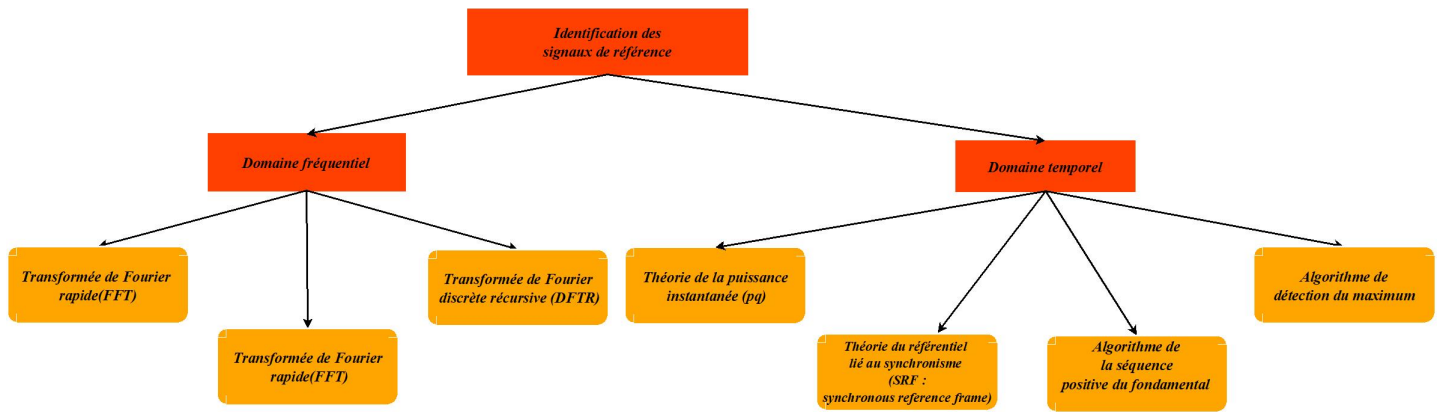 Identification des
signaux de référence
Domaine fréquentiel
Domaine temporel
Transformée de Fourier
rapide(FFT)
Transformée de Fourier
rapide(FFT)
Transformée de Fourier
discrète récursive (DFTR)
Théorie de la puissance
instantanée (pq)
Théorie du référentiel
lié au synchronisme
(SRF :
synchronous reference frame)
Algorithme de
la séquence
positive du fondamental
Algorithme de
détection du maximum